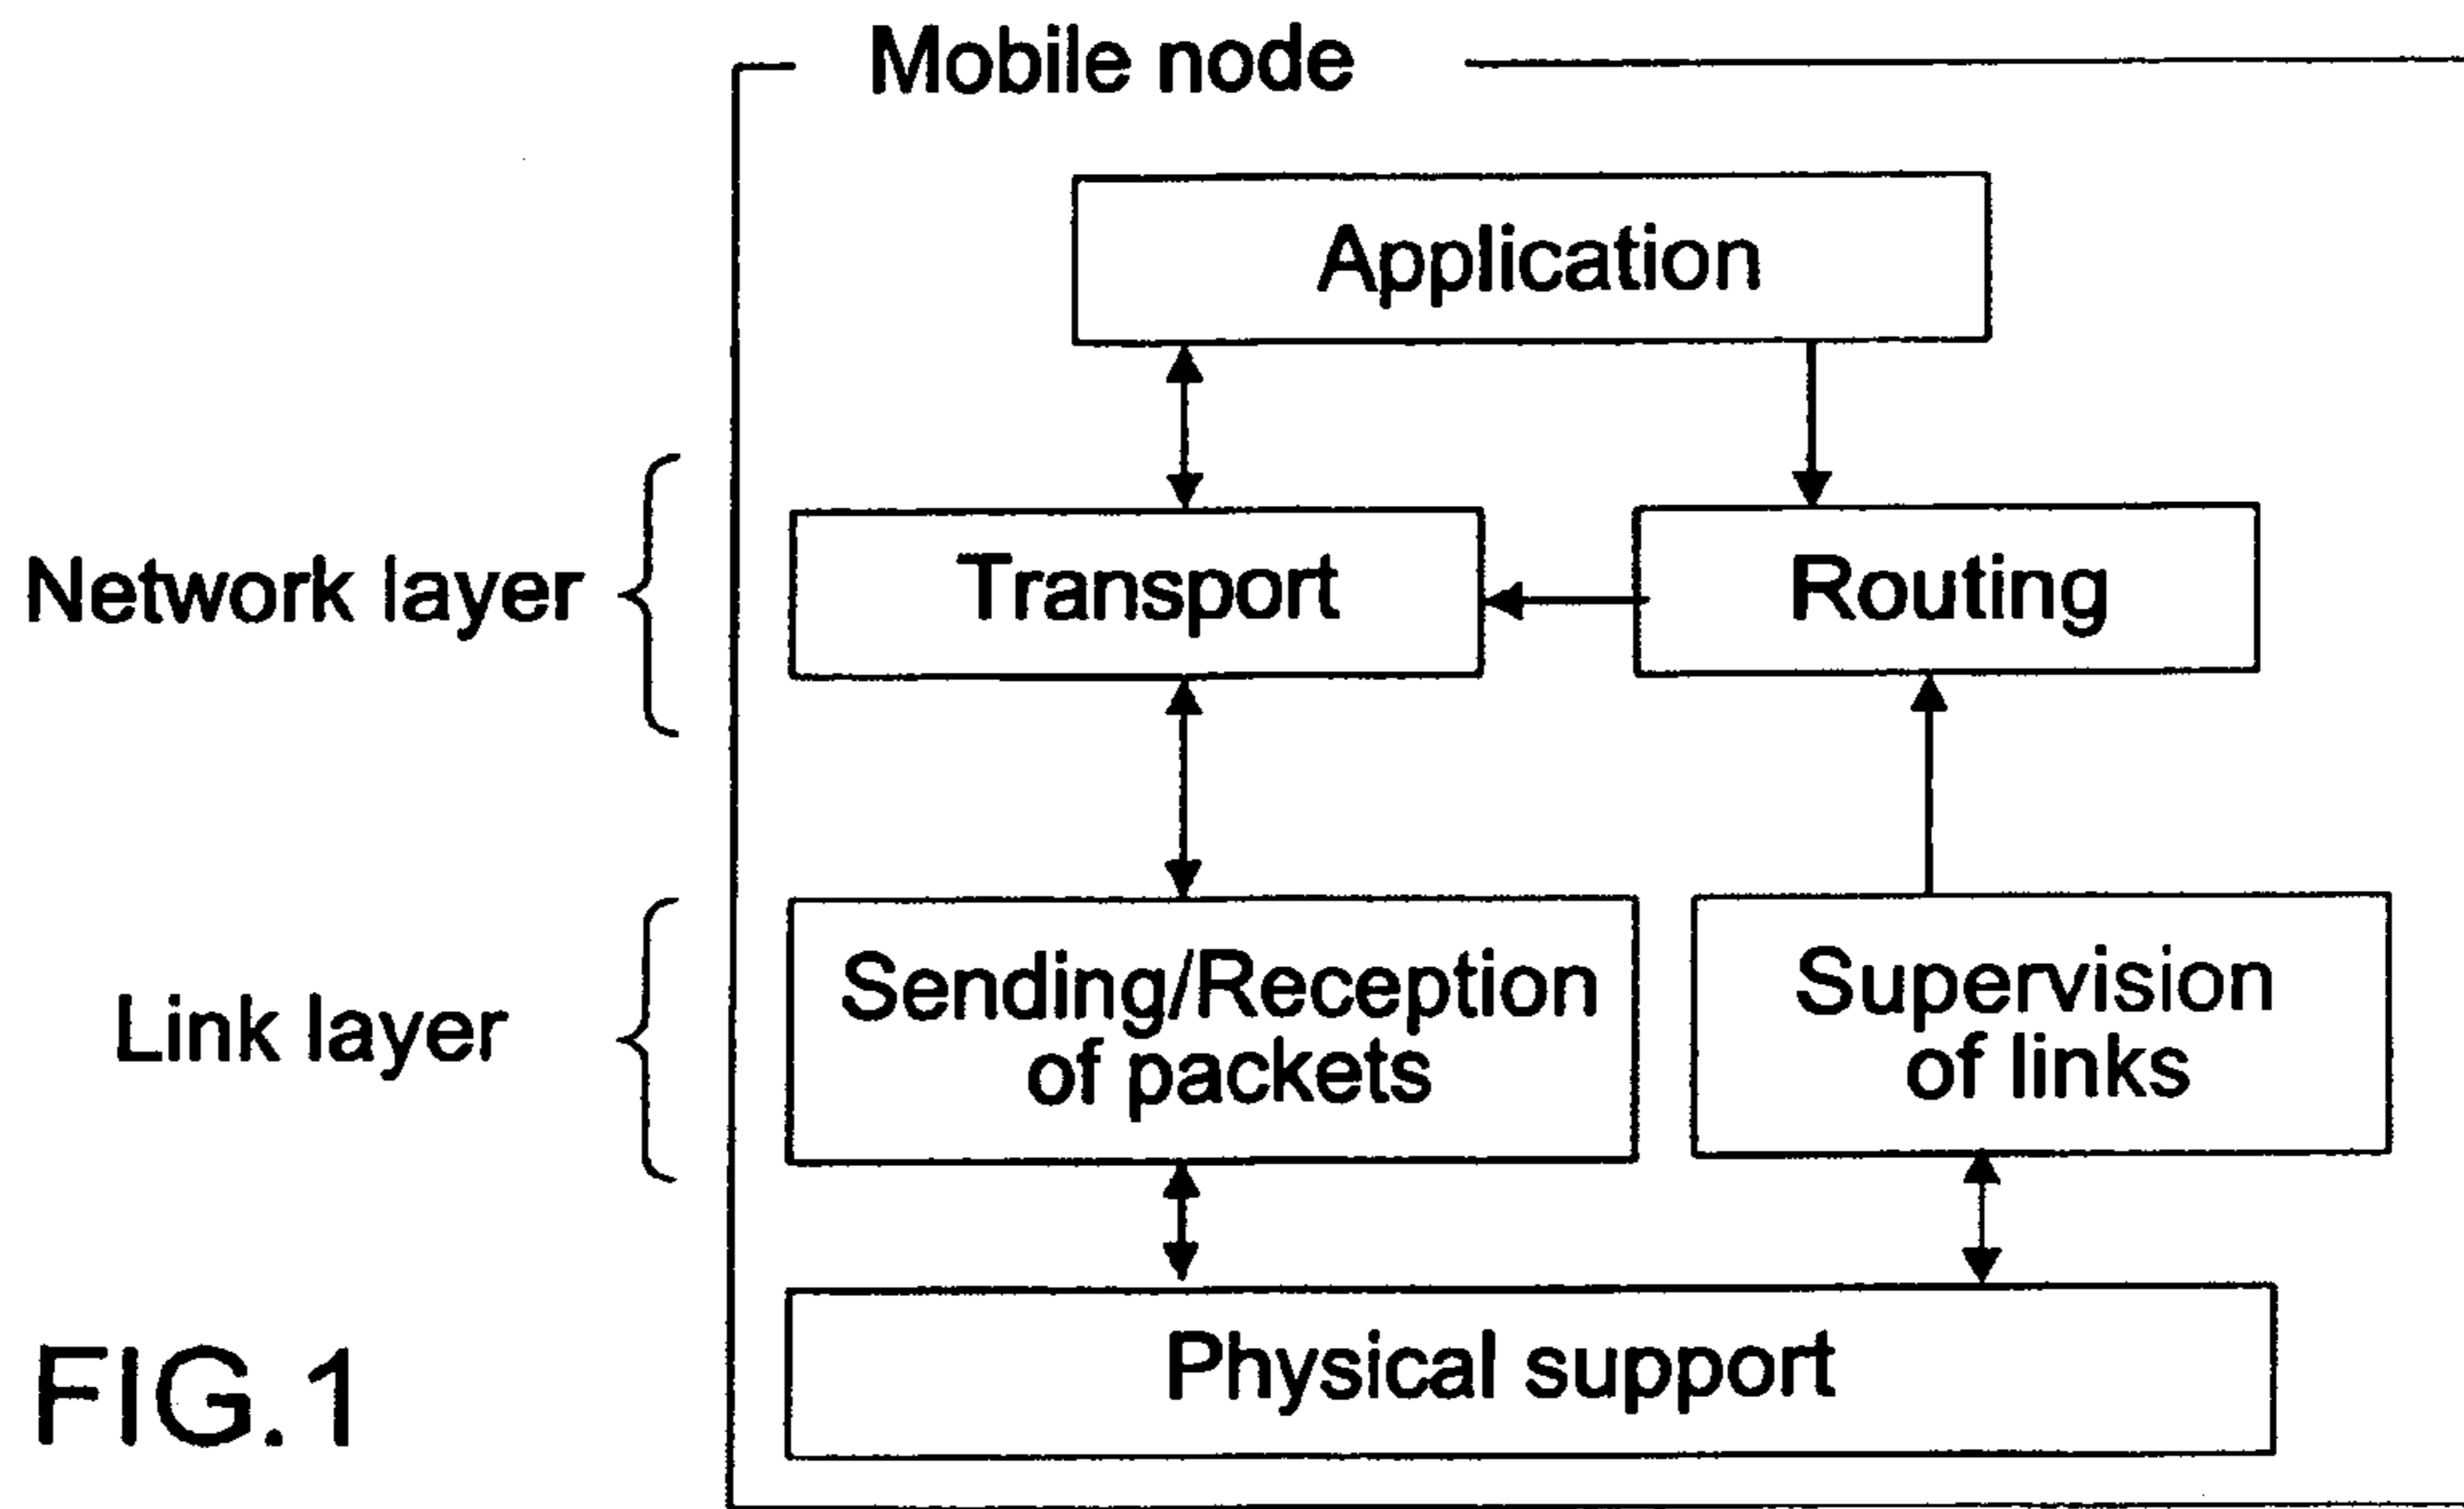 Mobile node
Application
Network layer
Transport
Routing
Link layer
Sending/Reception
of packets
Supervision
of links
Physical support
FIG.1